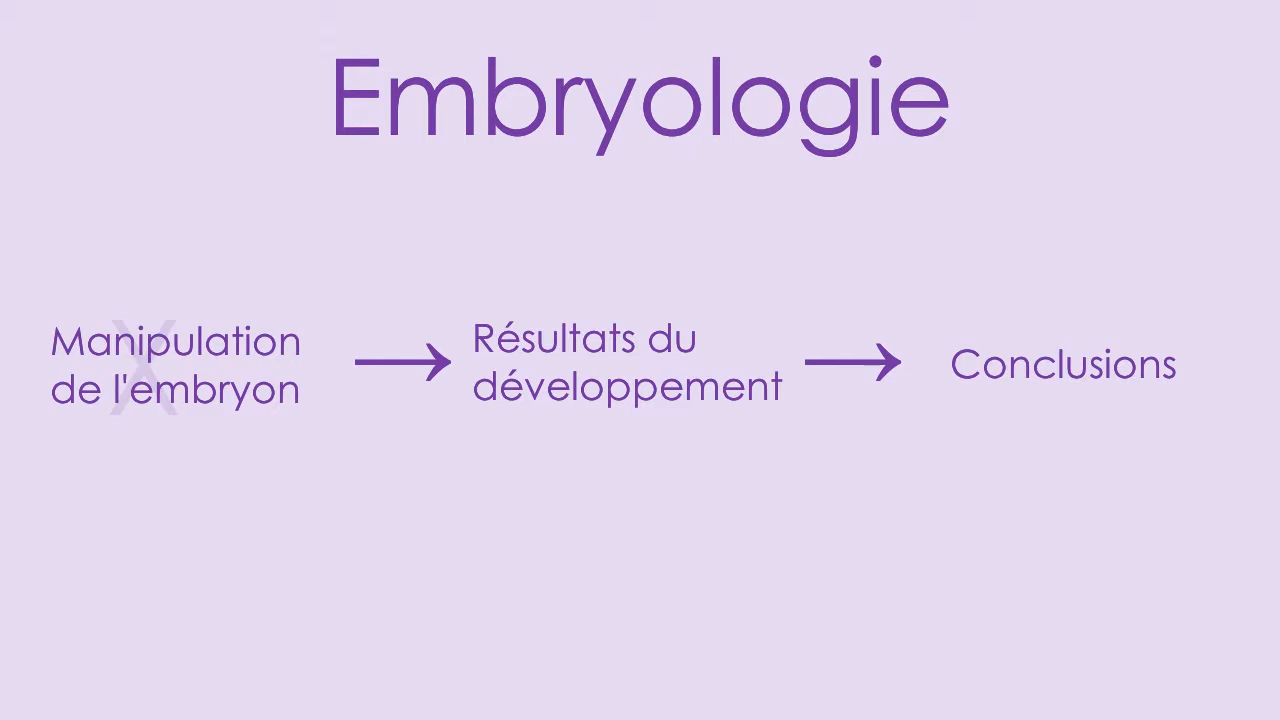 Embryologie
Manipulation
de l'embryon
Résultats du
développement
Conclusions
X